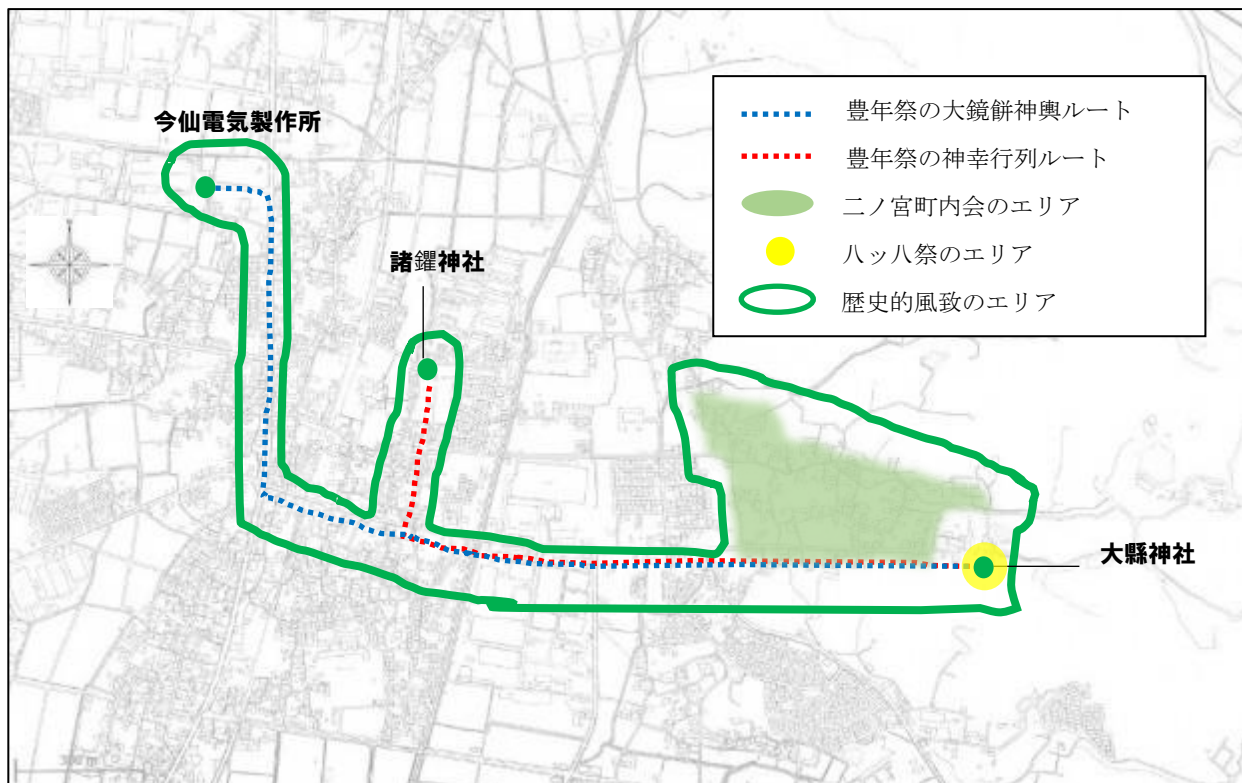 今仙電気製作所
諸钁神社
大縣神社
豊年祭の大鏡餅神輿ルート
豊年祭の神幸行列ルート
二ノ宮町内会のエリア
八ッ八祭のエリア
歴史的風致のエリア